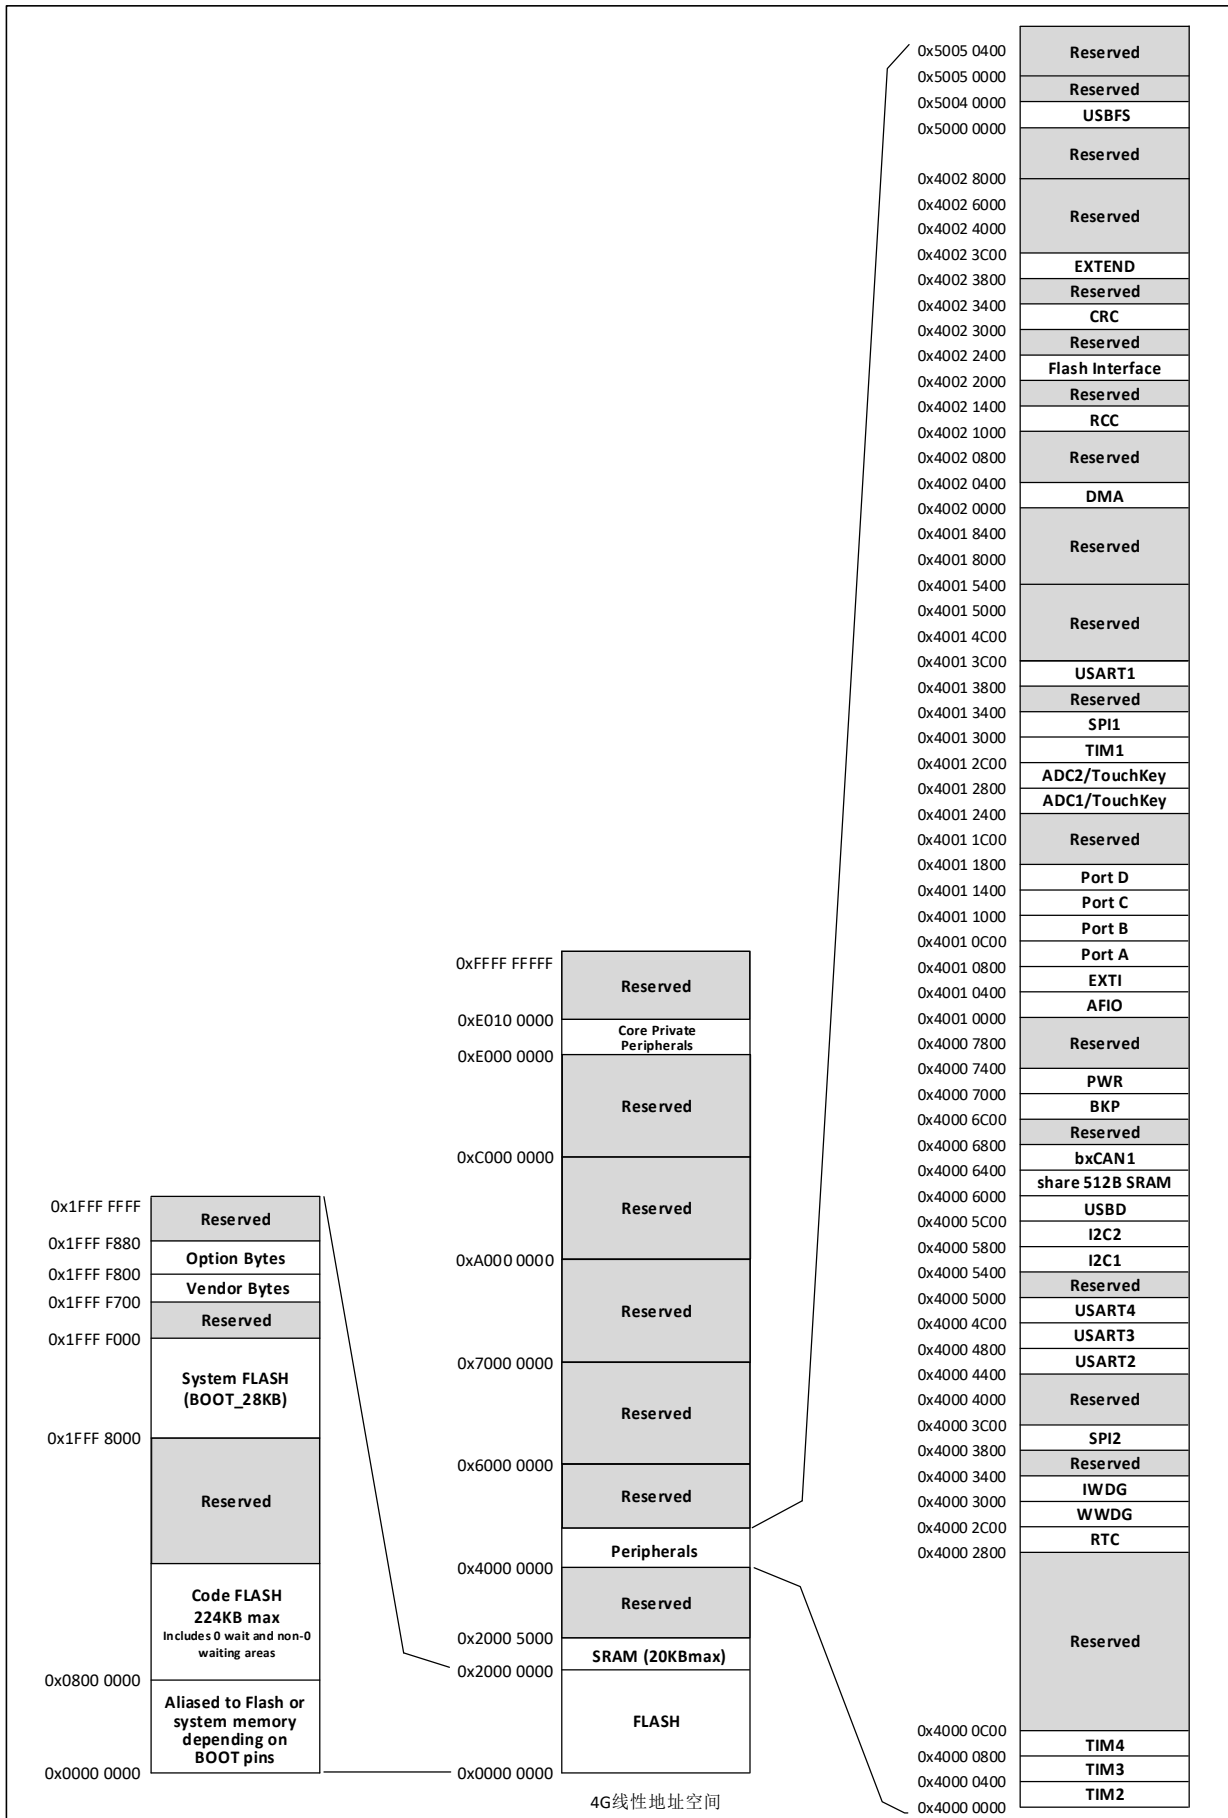 0x5005 0400
Reserved
0x5005 0000
Reserved
0x5004 0000
USBFS
0x5000 0000
Reserved
0x4002 8000
0x4002 6000
Reserved
0x4002 4000
0x4002 3C00
EXTEND
0x4002 3800
Reserved
0x4002 3400
CRC
0x4002 3000
Reserved
0x4002 2400
Flash Interface
0x4002 2000
Reserved
0x4002 1400
RCC
0x4002 1000
0x4002 0800
Reserved
0x4002 0400
DMA
0x4002 0000
0x4001 8400
Reserved
0x4001 8000
0x4001 5400
0x4001 5000
Reserved
0x4001 4C00
0x4001 3C00
USART1
0x4001 3800
Reserved
0x4001 3400
SPI1
0x4001 3000
TIM1
0x4001 2C00
ADC2/TouchKey
0x4001 2800
ADC1/TouchKey
0x4001 2400
0x4001 1C00
Reserved
0x4001 1800
Port D
0x4001 1400
Port C
0x4001 1000
Port B
0x4001 0C00
Port A
0x4001 0800
EXTI
0x4001 0400
AFIO
0x4001 0000
0x4000 7800
Reserved
0x4000 7400
PWR
0x4000 7000
BKP
0x4000 6C00
Reserved
0x4000 6800
bxCAN1
0x4000 6400
share 512B SRAM
0x4000 6000
USBD
0x4000 5C00
I2C2
0x4000 5800
I2C1
0x4000 5400
Reserved
0x4000 5000
USART4
0x4000 4C00
USART3
0x4000 4800
USART2
0x4000 4400
0x4000 4000
Reserved
0x4000 3C00
SPI2
0x4000 3800
Reserved
0x4000 3400
IWDG
0x4000 3000
WWDG
0x4000 2C00
RTC
0x4000 2800
Reserved
0x4000 0C00
TIM4
0x4000 0800
TIM3
0x4000 0400
TIM2
0x4000 0000
0xFFFF FFFFF
Reserved
0xE010 0000
Core Private
Peripherals
0xE000 0000
Reserved
0xC000 0000
Reserved
0xA000 0000
Reserved
0x7000 0000
Reserved
0x6000 0000
Reserved
Peripherals
0x4000 0000
Reserved
0x2000 5000
SRAM (20KBmax)
0x2000 0000
FLASH
0x0000 0000
4G线性地址空间
0x1FFF FFFF
Reserved
0x1FFF F880
Option Bytes
0x1FFF F800
Vendor Bytes
0x1FFF F700
Reserved
0x1FFF F000
System FLASH
(BOOT_28KB)
0x1FFF 8000
Reserved
Code FLASH
224KB max
Includes 0 wait and non-0
waiting areas
0x0800 0000
Aliased to Flash or
system memory
depending on
BOOT pins
0x0000 0000